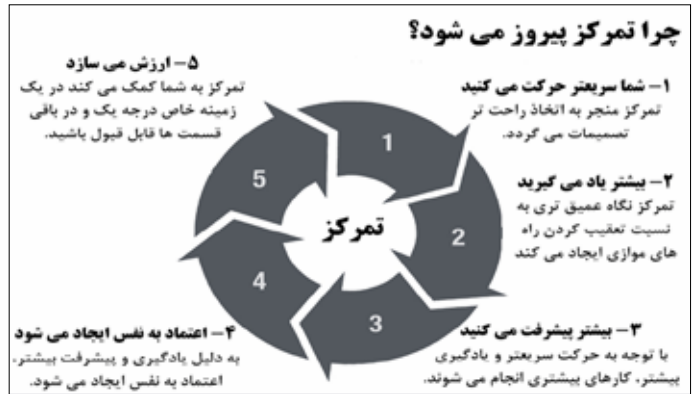 چرا تمرکز پیروز می شود؟
۱- شما سریعتر حرکت می کنید
تمرکز منجر به اتخاذ راحت تر
تصمیمات می گردد.
۲- بیشتر یاد می گیرید
تمرکز نگاه عمیق تری به
نسبت تعقیب کردن راه
های موازی ایجاد می کند
۳- بیشتر پیشرفت می کنید
با توجه به حرکت سریعتر و یادگیری
بیشتر، کارهای بیشتری انجام می شوند.
۴- اعتماد به نفس ایجاد می شود
به دلیل یادگیری و پیشرفت بیشتر،
اعتماد به نفس ایجاد می شود.
۵- ارزش می سازد
تمرکز به شما کمک می کند در یک
زمینه خاص درجه یک و در باقی
قسمت ها قابل قبول باشید.
تمرکز
1
2
3
4
5